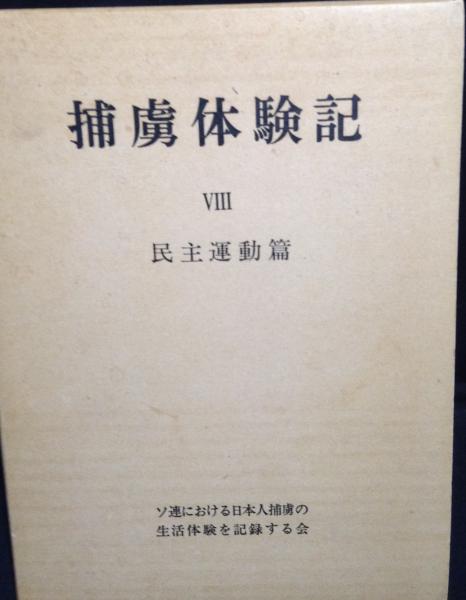 捕虜体験記
VIII
民主運動篇
ソ連における日本人捕虜の
生活体験を記録する会